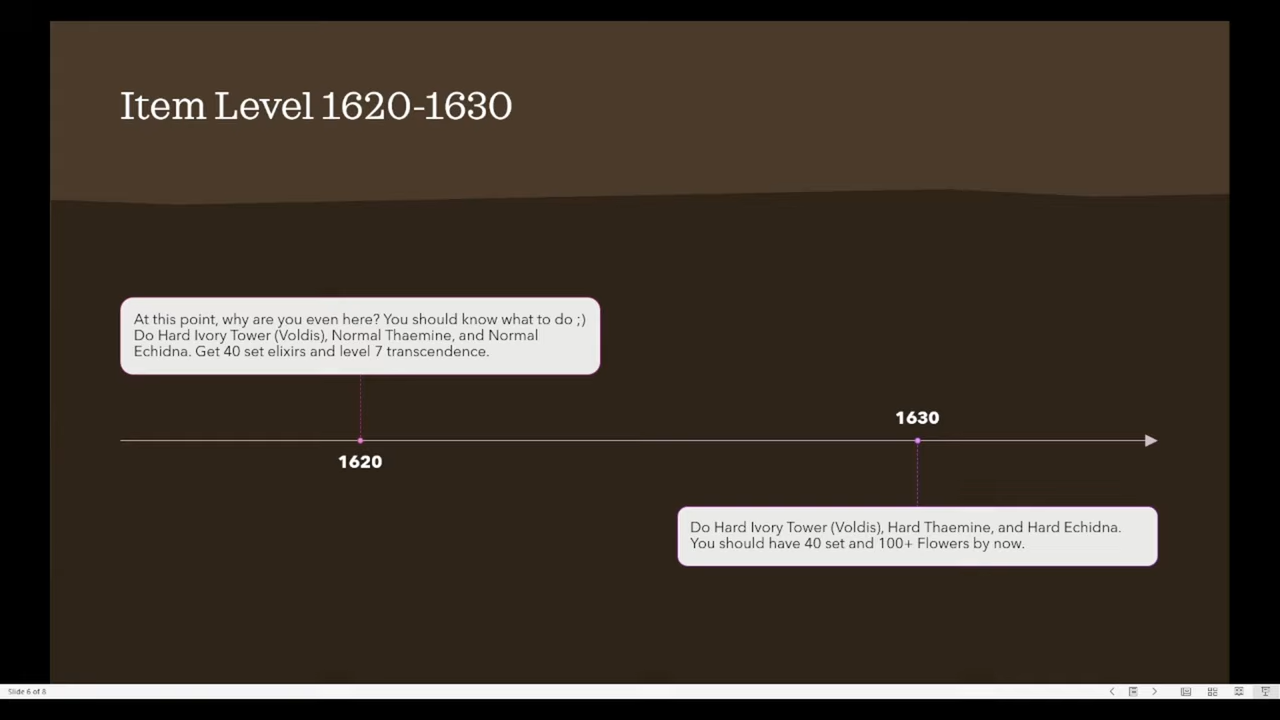 Item Level 1620-1630
At this point, why are you even here? You should know what to do ;)
Do Hard Ivory Tower (Voldis), Normal Thaemine, and Normal
Echidna. Get 40 set elixirs and level 7 transcendence.
1630
1620
Do Hard Ivory Tower (Voldis), Hard Thaemine, and Hard Echidna.
You should have 40 set and 100+ Flowers by now.
Slide 6 of 8